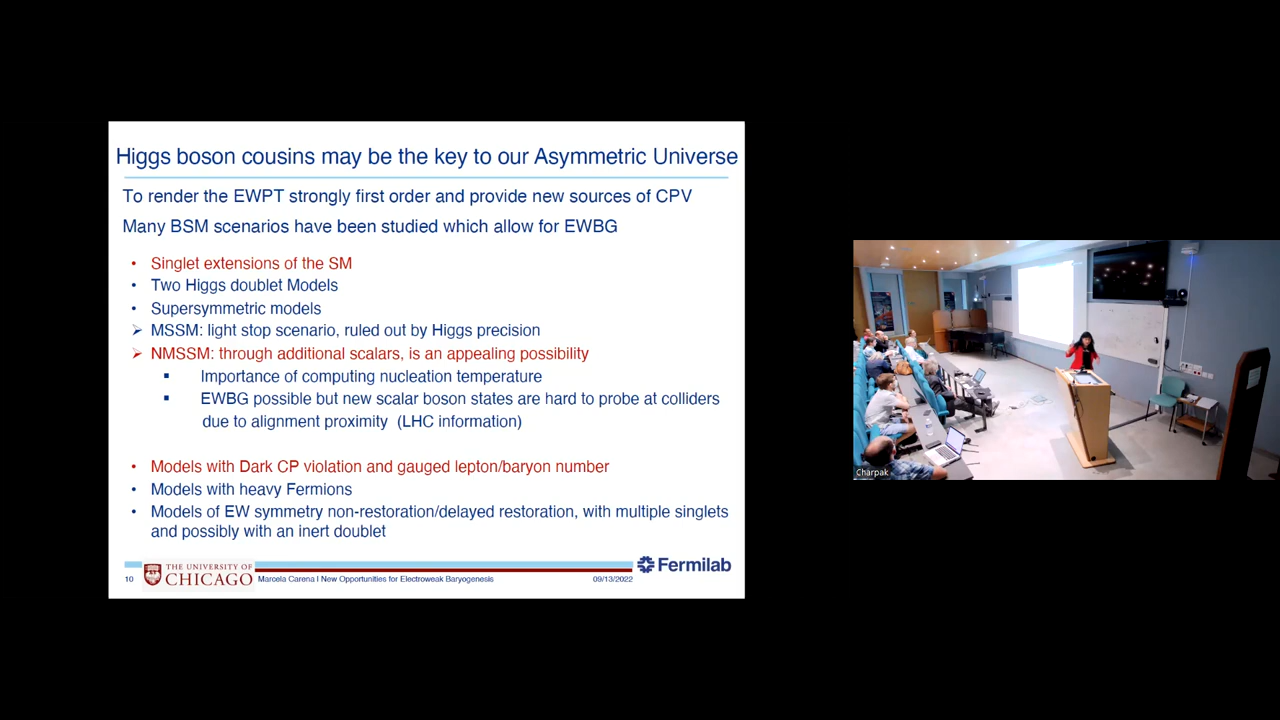 Higgs boson cousins may be the key to our Asymmetric Universe
To render the EWPT strongly first order and provide new sources of CPV
Many BSM scenarios have been studied which allow for EWBG
• Singlet extensions of the SM
• Two Higgs doublet Models
• Supersymmetric models
➢ MSSM: light stop scenario, ruled out by Higgs precision
➢ NMSSM: through additional scalars, is an appealing possibility
▪ Importance of computing nucleation temperature
▪ EWBG possible but new scalar boson states are hard to probe at colliders
due to alignment proximity (LHC information)
• Models with Dark CP violation and gauged lepton/baryon number
• Models with heavy Fermions
• Models of EW symmetry non-restoration/delayed restoration, with multiple singlets
and possibly with an inert doublet
10
THE UNIVERSITY OF
CHICAGO
Marcela Carena I New Opportunities for Electroweak Baryogenesis
09/13/2022
Fermilab
Charpak